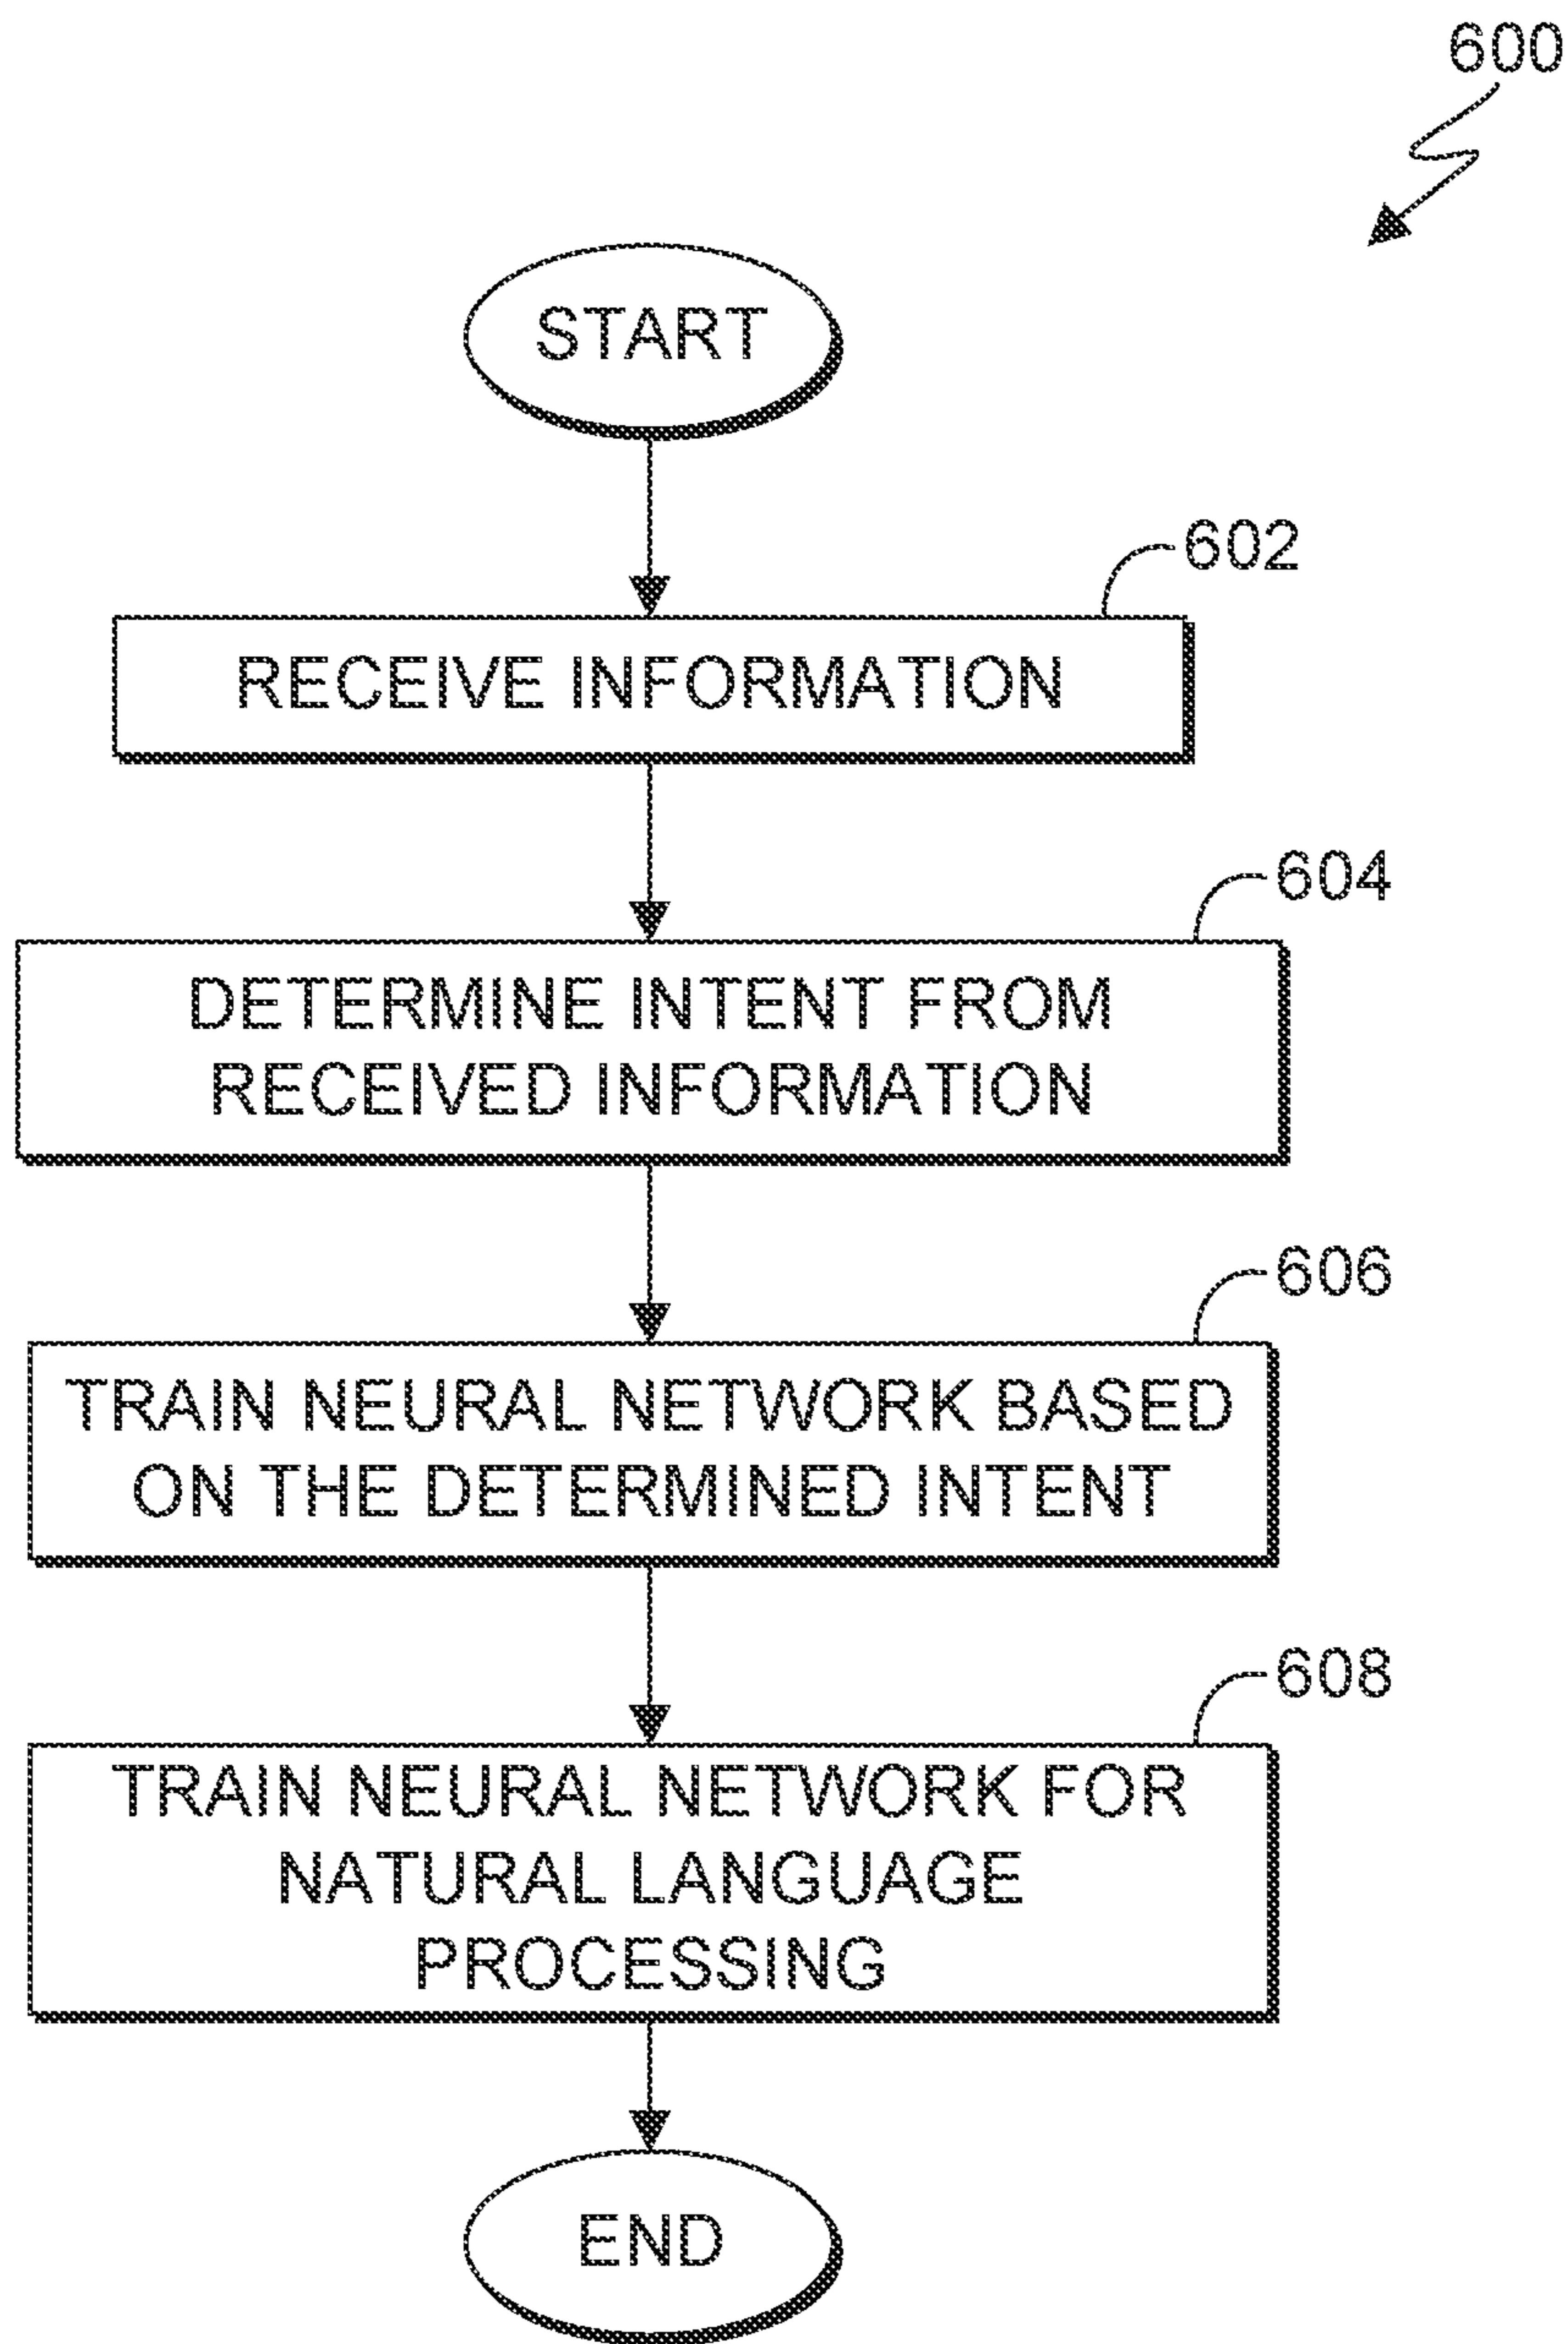 600
START
602
RECEIVE INFORMATION
604
DETERMINE INTENT FROM
RECEIVED INFORMATION
606
TRAIN NEURAL NETWORK BASED
ON THE DETERMINED INTENT
608
TRAIN NEURAL NETWORK FOR
NATURAL LANGUAGE
PROCESSING
END